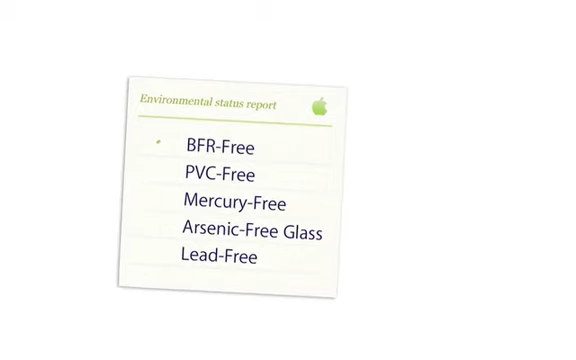 Environmental status report
BFR-Free
PVC-Free
Mercury-Free
Arsenic-Free Glass
Lead-Free